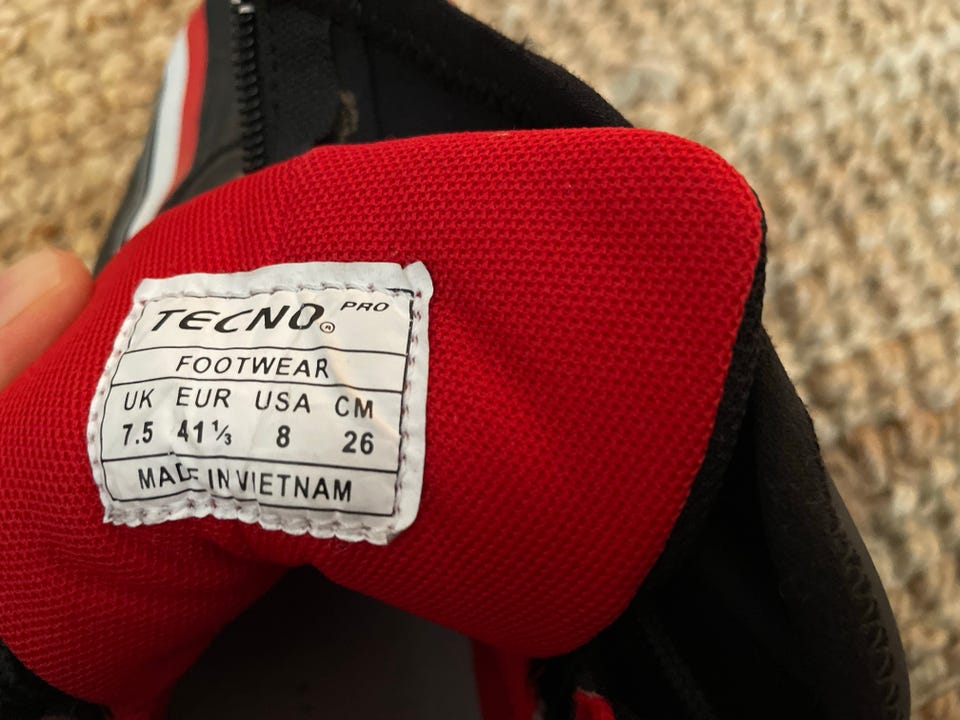 TECNO® PRO
FOOTWEAR
UK EUR USA CM
7.5 41⅓ 8 26
MADE IN VIETNAM